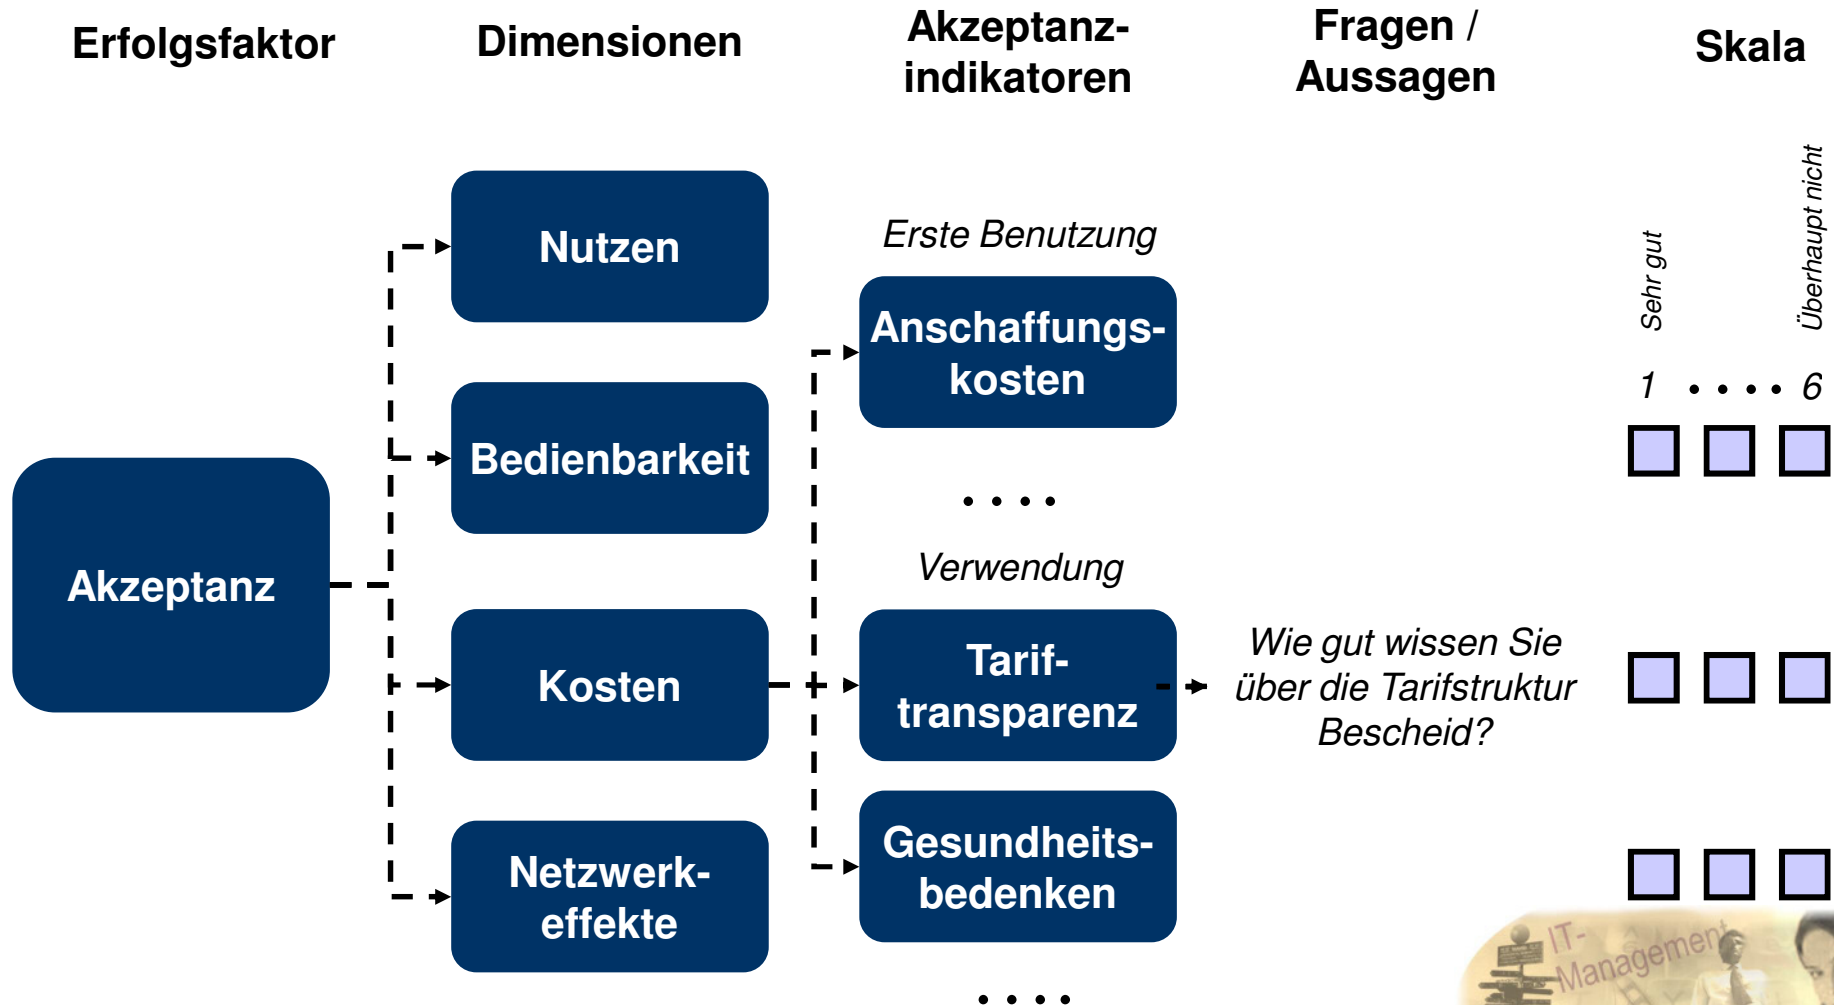 Erfolgsfaktor
Dimensionen
Akzeptanz-
indikatoren
Fragen /
Aussagen
Skala
Akzeptanz
Nutzen
Bedienbarkeit
Kosten
Netzwerk-
effekte
Erste Benutzung
Anschaffungs-
kosten
• • • •
Verwendung
Tarif-
transparenz
Gesundheits-
bedenken
• • • •
Wie gut wissen Sie
über die Tarifstruktur
Bescheid?
Sehr gut
Überhaupt nicht
1 • • • • 6
IT-
Management